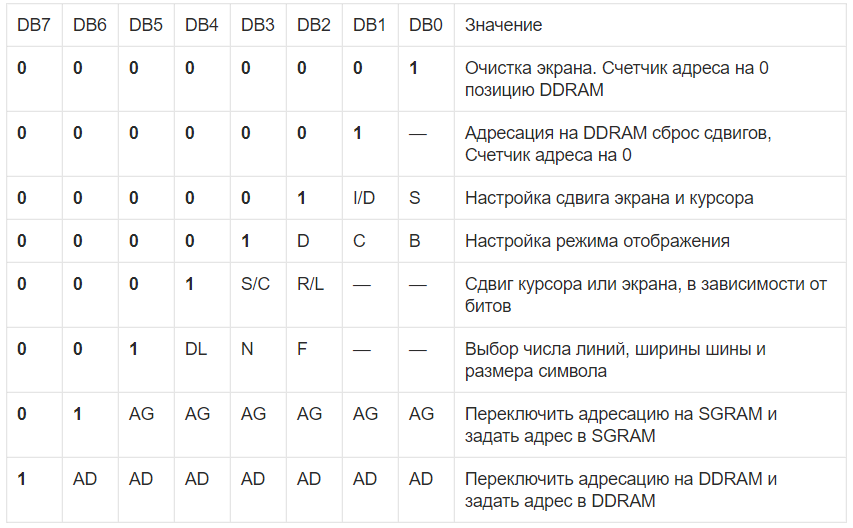 DB7 DB6 DB5 DB4 DB3 DB2 DB1 DB0 Значение
0 0 0 0 0 0 0 1 Очистка экрана. Счетчик адреса на 0
позицию DDRAM
0 0 0 0 0 0 1 — Адресация на DDRAM сброс сдвигов,
Счетчик адреса на 0
0 0 0 0 0 1 I/D S Настройка сдвига экрана и курсора
0 0 0 0 1 D C B Настройка режима отображения
0 0 0 1 S/C R/L — — Сдвиг курсора или экрана, в зависимости от
битов
0 0 1 DL N F — — Выбор числа линий, ширины шины и
размера символа
0 1 AG AG AG AG AG AG Переключить адресацию на SGRAM и
задать адрес в SGRAM
1 AD AD AD AD AD AD AD Переключить адресацию на DDRAM и
задать адрес в DDRAM